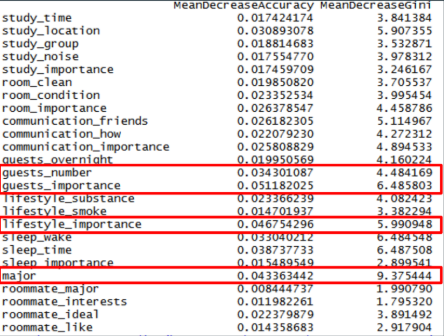 MeanDecreaseAccuracy MeanDecreaseGini
study_time 0.017424174 3.841384
study_location 0.030893078 5.907355
study_group 0.018814683 3.532871
study_noise 0.017554770 3.978312
study_importance 0.017459709 3.246167
room_clean 0.019850820 3.705537
room_condition 0.023352534 3.995454
room_importance 0.026378547 4.458786
communication_friends 0.026182305 5.114967
communication_how 0.022079230 4.272312
communication_importance 0.025808829 4.894533
guests_overnight 0.019950569 4.160224
guests_number 0.034301087 4.484169
guests_importance 0.051182025 6.485803
lifestyle_substance 0.023366239 4.082423
lifestyle_smoke 0.014701937 3.382294
lifestyle_importance 0.046754296 5.990948
sleep_wake 0.033040212 6.484548
sleep_time 0.038737733 6.487508
sleep_importance 0.015489549 2.899541
major 0.043363442 9.375444
roommate_major 0.008444737 1.990790
roommate_interests 0.011982261 1.795320
roommate_ideal 0.022379879 3.891492
roommate_like 0.014358683 2.917904